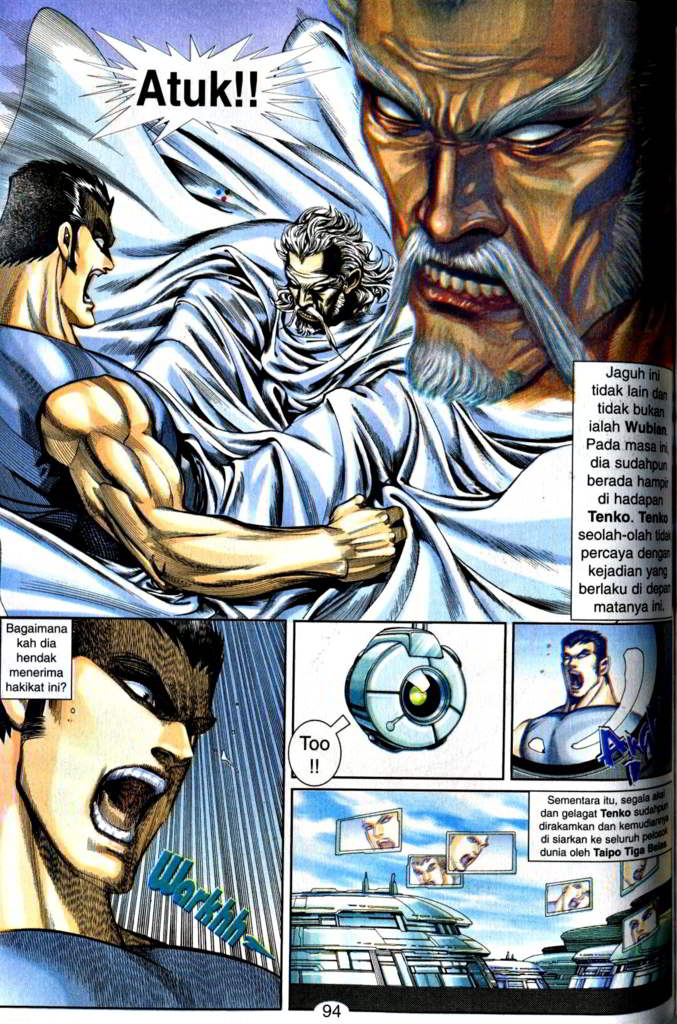 Atuk!!
Jaguh ini
tidak lain dan
tidak bukan
ialah Wubian.
Pada masa ini,
dia sudahpun
berada hampir
di hadapan
Tenko. Tenko
seolah-olah tidak
percaya dengan
kejadian yang
berlaku di depan
matanya ini.
Bagaimana
kah dia
hendak
menerima
hakikat ini?
Warkhh
Too
!!
Sementara itu, segala akal
dan gelagat Tenko sudahpun
dirakamkan dan kemudiannya
di siarkan ke seluruh pelosok
dunia oleh Taipo Tiga Belas.
94